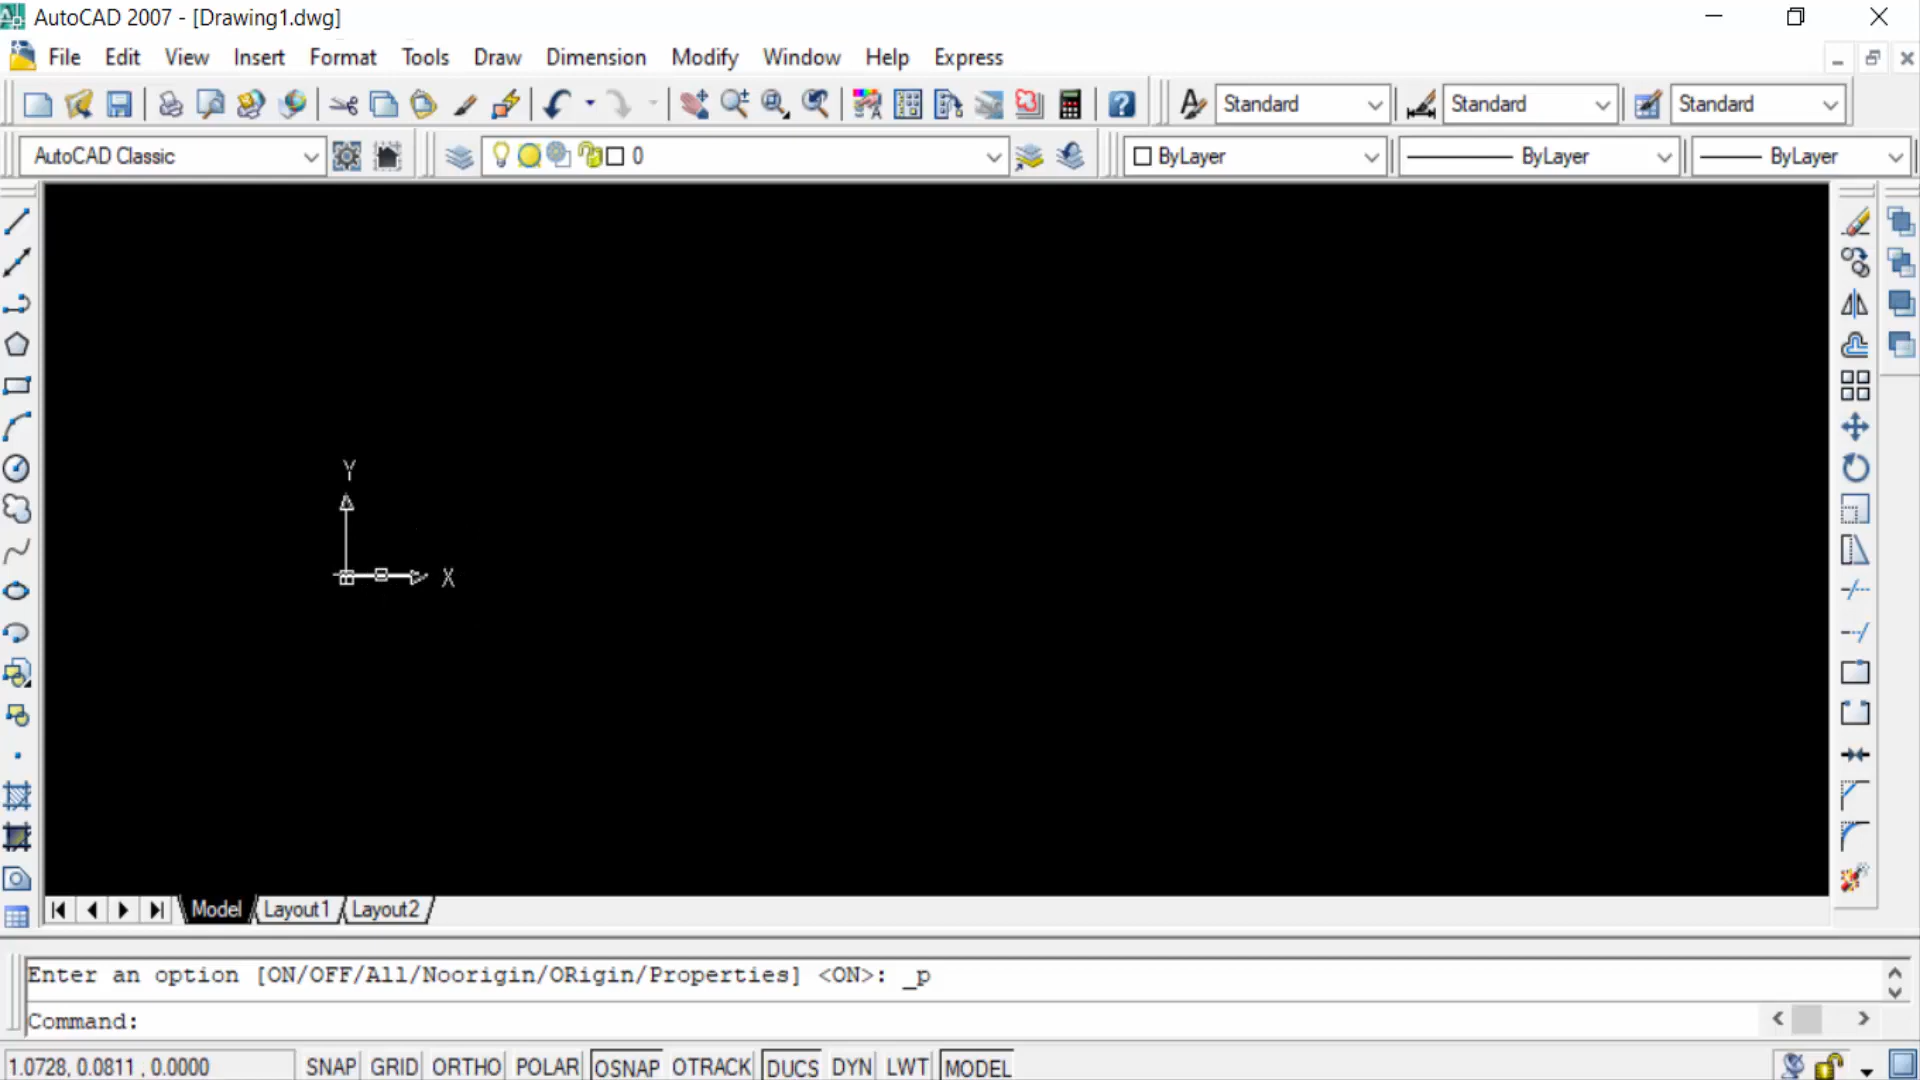 AutoCAD 2007 - [Drawing1.dwg]
File Edit View Insert Format Tools Draw Dimension Modify Window Help Express
Standard Standard Standard
AutoCAD Classic 0 ByLayer ByLayer ByLayer
Y
X
Model Layout1 Layout2
Enter an option [ON/OFF/All/Noorigin/ORigin/Properties] <ON>: _p
Command:
1.0728, 0.0811 , 0.0000 SNAP GRID ORTHO POLAR OSNAP OTRACK DUCS DYN LWT MODEL